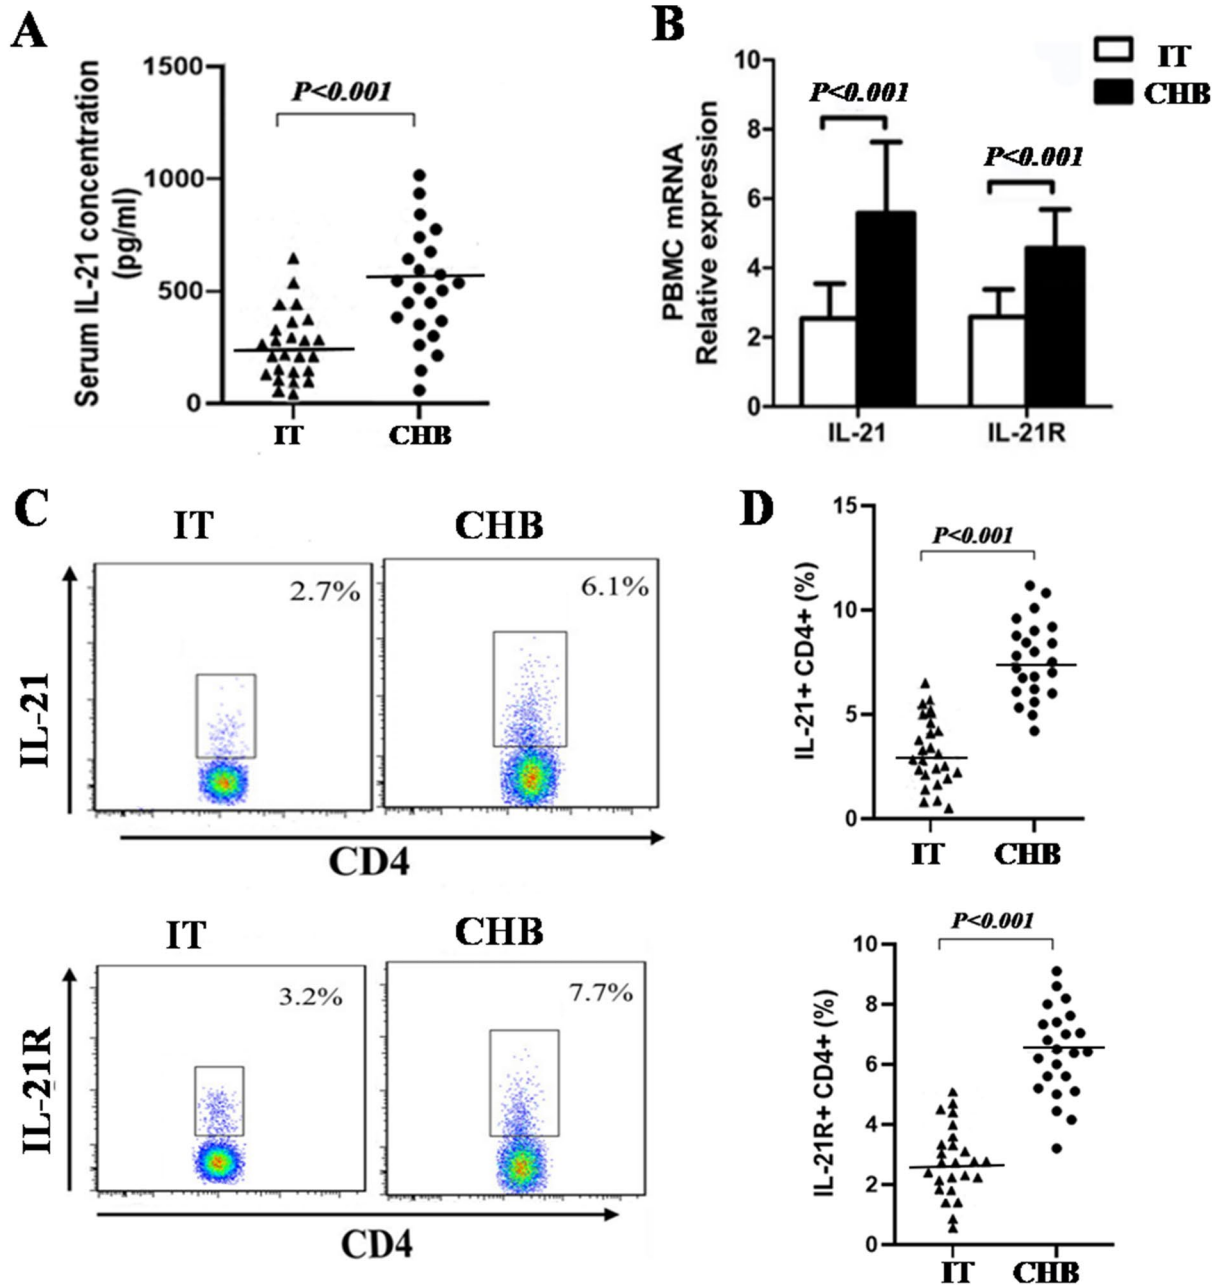 A
Serum IL-21 concentration
(pg/ml)
1500
1000
500
0
P<0.001
IT
CHB
B
PBMC mRNA
Relative expression
10
8
6
4
2
0
P<0.001
P<0.001
IT
CHB
IL-21
IL-21R
C
IT
CHB
2.7%
6.1%
IL-21
CD4
IT
CHB
3.2%
7.7%
IL-21R
CD4
D
IL-21+ CD4+ (%)
15
10
5
0
P<0.001
IT
CHB
IL-21R+ CD4+ (%)
10
8
6
4
2
0
P<0.001
IT
CHB